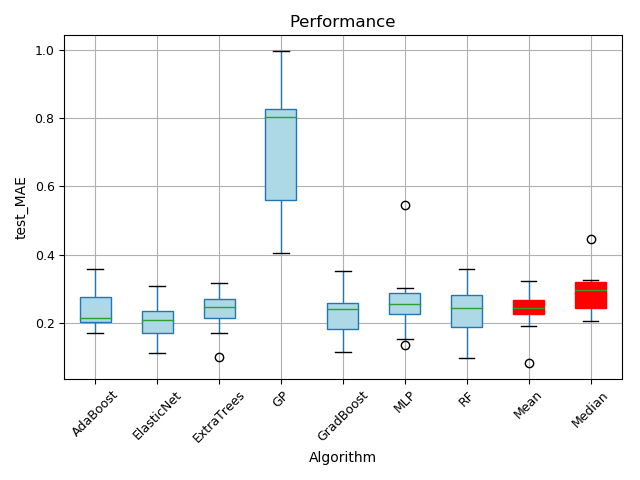 Performance
1.0
0.8
0.6
0.4
0.2
test_MAE
AdaBoost
ElasticNet
ExtraTrees
GP
GradBoost
MLP
RF
Mean
Median
Algorithm